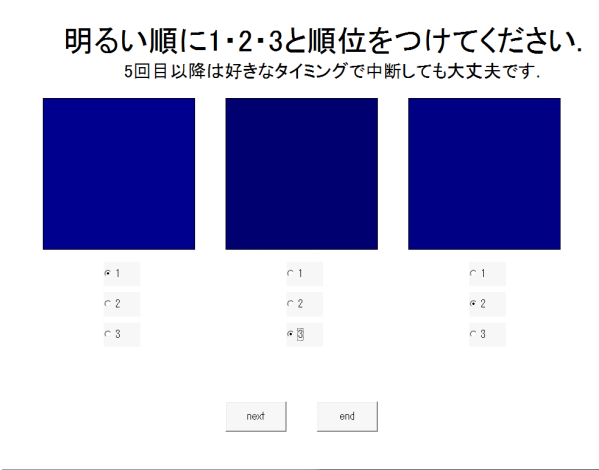 明るい順に1・2・3と順位をつけてください.
5回目以降は好きなタイミングで中断しても大丈夫です.
1 1 1
2 2 2
3 3 3
next end